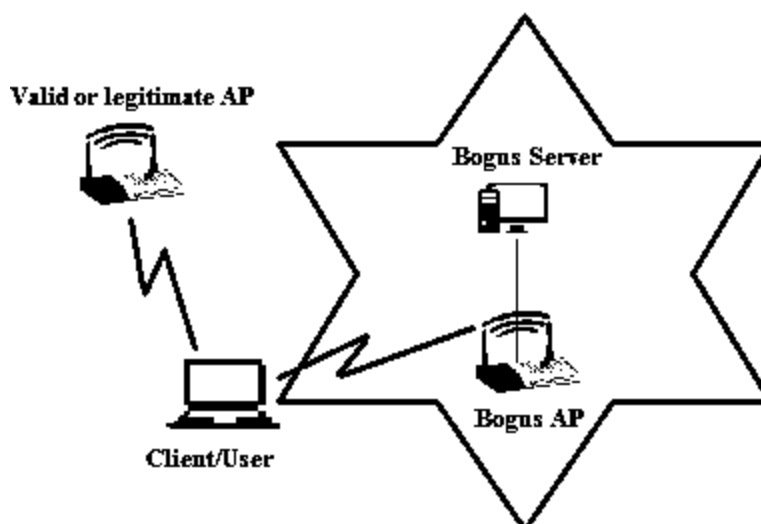 Valid or legitimate AP
Bogus Server
Bogus AP
Client/User